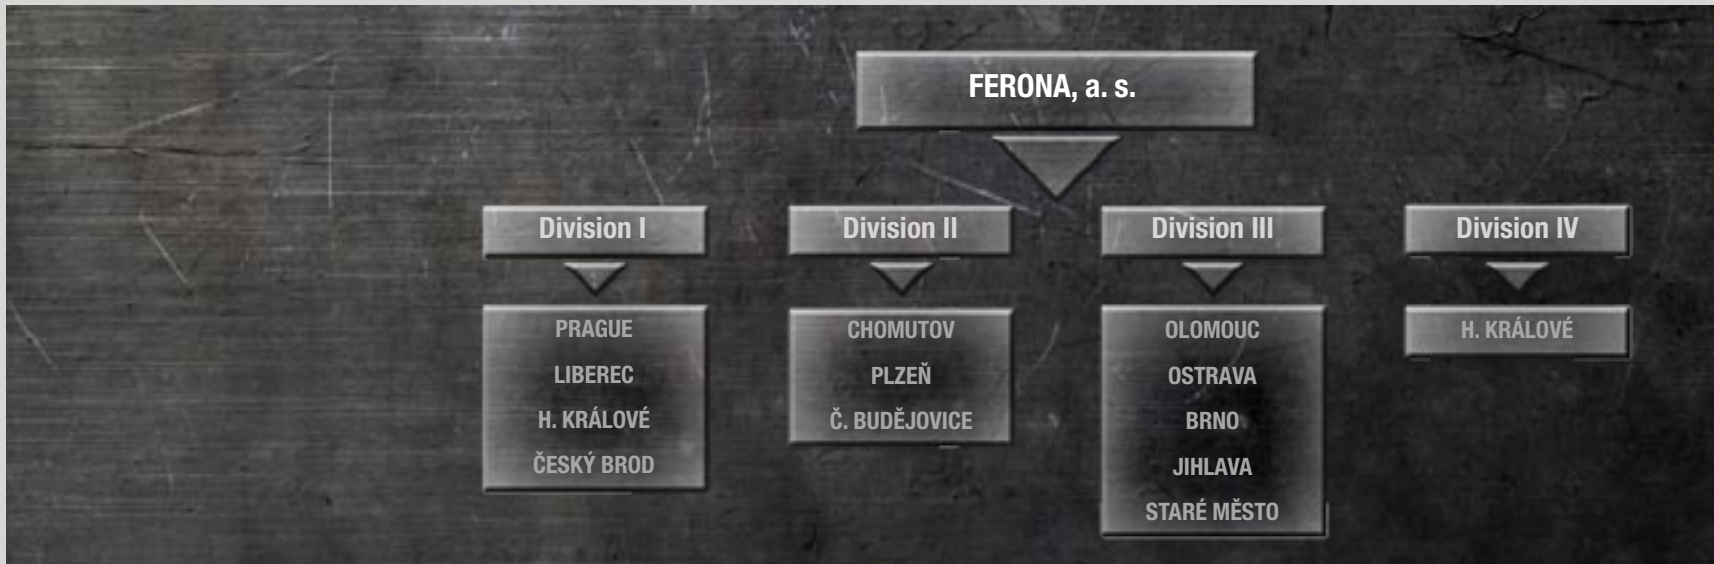 FERONA, a. s.
Division I
Division II
Division III
Division IV
PRAGUE
LIBEREC
H. KRÁLOVÉ
ČESKÝ BROD
CHOMUTOV
PLZEŇ
Č. BUDĚJOVICE
OLOMOUC
OSTRAVA
BRNO
JIHLAVA
STARÉ MĚSTO
H. KRÁLOVÉ